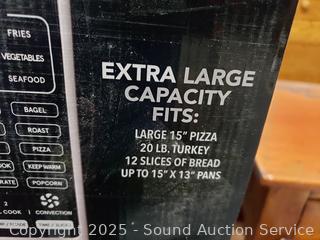 FRIES
VEGETABLES
SEAFOOD
BAGEL
ROAST
PIZZA
KEEP WARM
POPCORN
2
CONVECTION
EXTRA LARGE
CAPACITY
FITS:
LARGE 15" PIZZA
20 LB. TURKEY
12 SLICES OF BREAD
UP TO 15" X 13" PANS
Copyright 2025 - Sound Auction Service